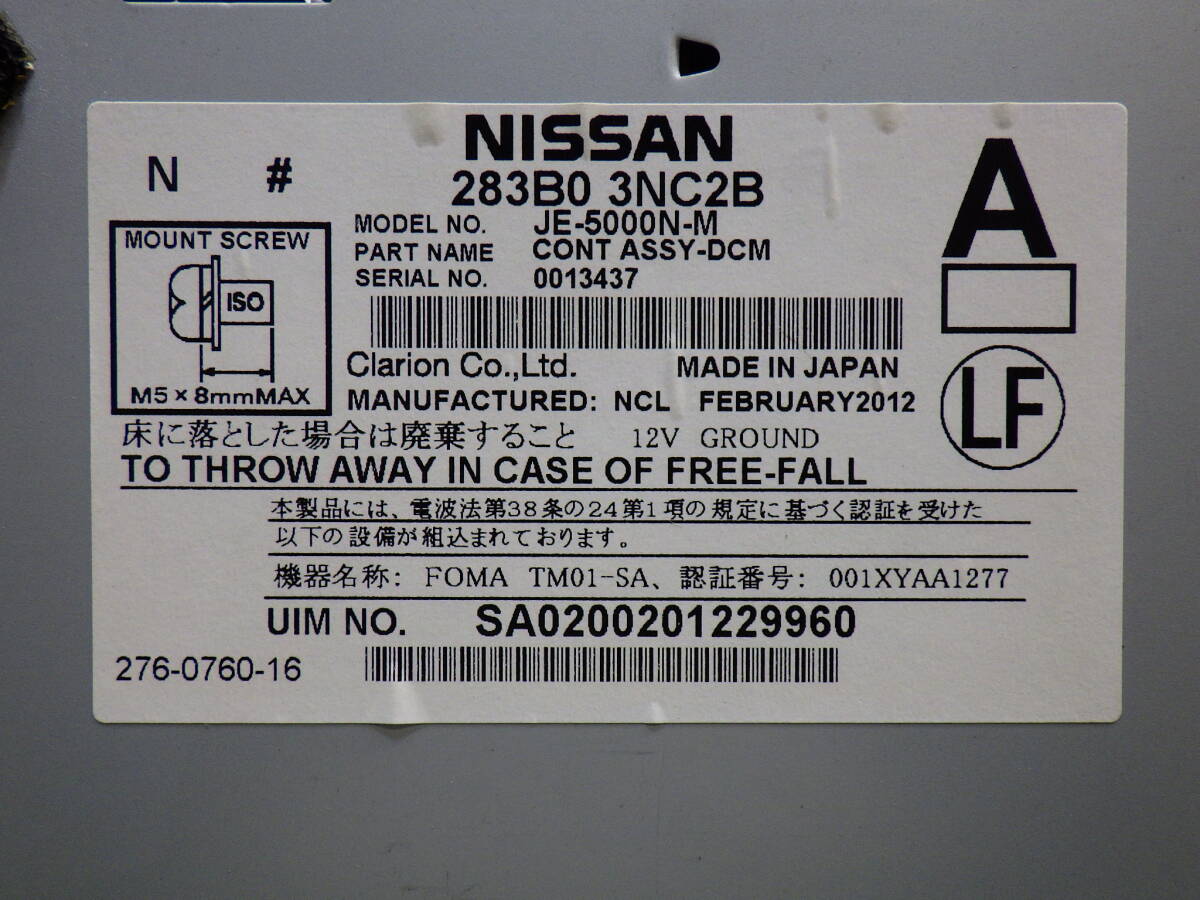 NISSAN
N #
283B0 3NC2B
A
MODEL NO. JE-5000N-M
PART NAME CONT ASSY-DCM
SERIAL NO. 0013437
MOUNT SCREW
ISO
M5×8mmMAX
Clarion Co.,Ltd. MADE IN JAPAN
MANUFACTURED: NCL FEBRUARY2012
LF
床に落とした場合は廃棄すること 12V GROUND
TO THROW AWAY IN CASE OF FREE-FALL
本製品には、電波法第38条の24第1項の規定に基づく認証を受けた
以下の設備が組込まれております。
機器名称: FOMA TM01-SA、認証番号: 001XYAA1277
UIM NO. SA0200201229960
276-0760-16